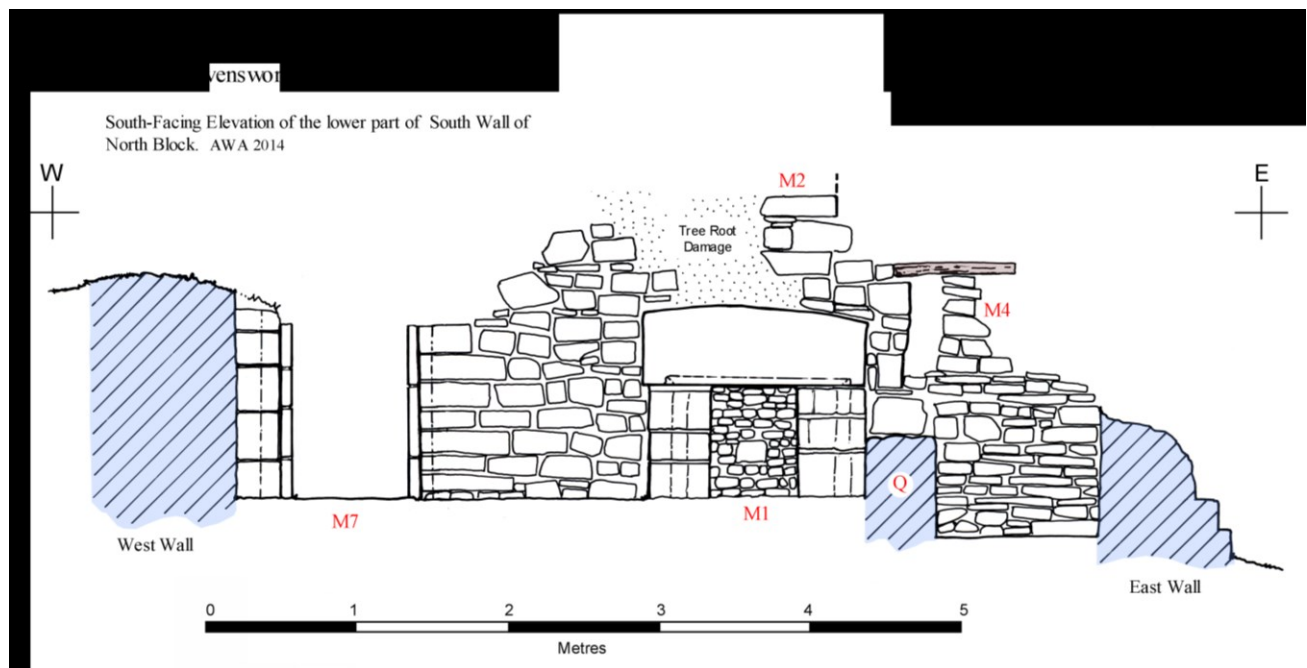 South-Facing Elevation of the lower part of South Wall of
North Block. AWA 2014
W
E
M2
Tree Root
Damage
M4
Q
M7
M1
West Wall
East Wall
0 1 2 3 4 5
Metres